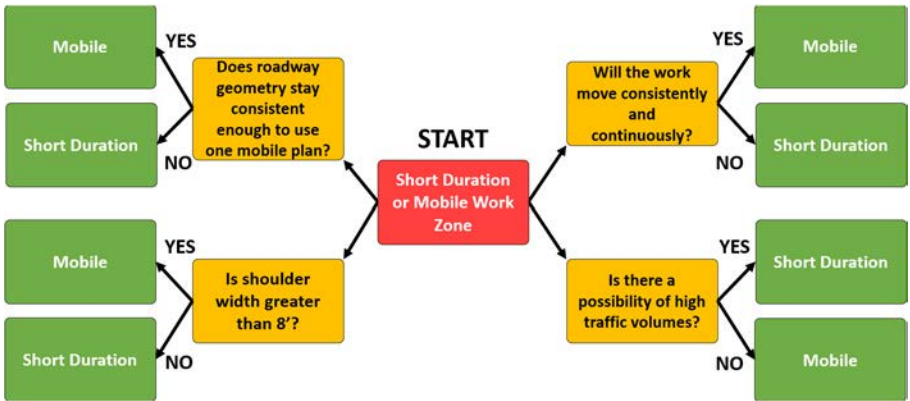 Mobile
YES
Does roadway
geometry stay
consistent
enough to use
one mobile plan?
Short Duration
NO
START
Short Duration
or Mobile Work
Zone
Will the work
move consistently
and
continuously?
YES
Mobile
NO
Short Duration
Mobile
YES
Is shoulder
width greater
than 8'?
Short Duration
NO
Is there a
possibility of high
traffic volumes?
YES
Short Duration
NO
Mobile